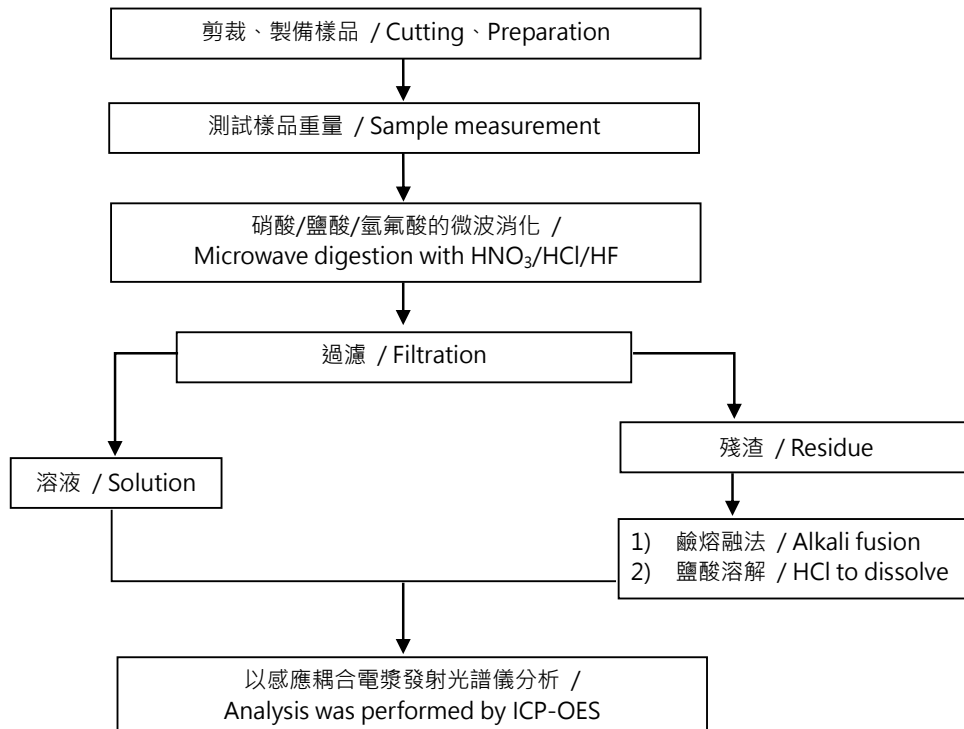 剪裁、製備樣品 / Cutting、Preparation
測試樣品重量 / Sample measurement
硝酸/鹽酸/氫氟酸的微波消化 /
Microwave digestion with HNO₃/HCl/HF
過濾 / Filtration
溶液 / Solution
殘渣 / Residue
1) 鹼熔融法 / Alkali fusion
2) 鹽酸溶解 / HCl to dissolve
以感應耦合電漿發射光譜儀分析 /
Analysis was performed by ICP-OES